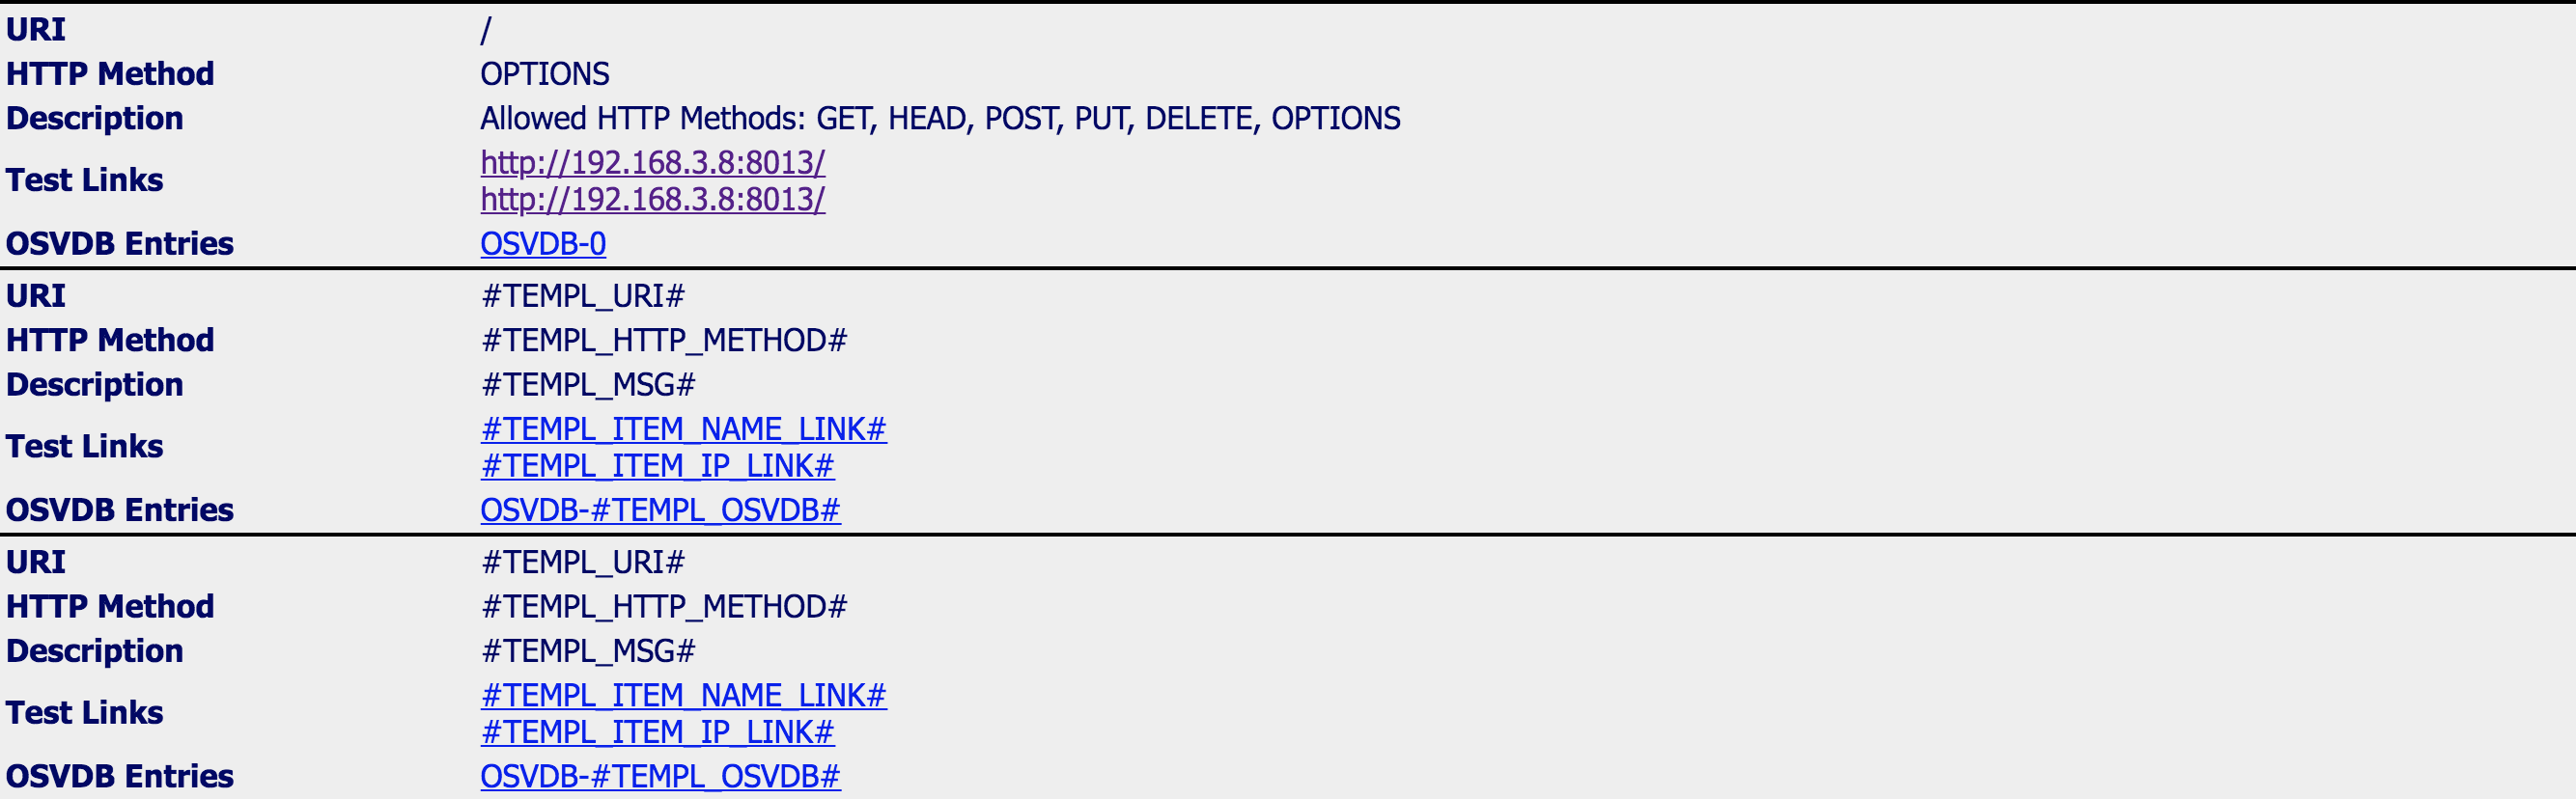 URI /
HTTP Method OPTIONS
Description Allowed HTTP Methods: GET, HEAD, POST, PUT, DELETE, OPTIONS
Test Links http://192.168.3.8:8013/
http://192.168.3.8:8013/
OSVDB Entries OSVDB-0
URI #TEMPL_URI#
HTTP Method #TEMPL_HTTP_METHOD#
Description #TEMPL_MSG#
Test Links #TEMPL_ITEM_NAME_LINK#
#TEMPL_ITEM_IP_LINK#
OSVDB Entries OSVDB-#TEMPL_OSVDB#
URI #TEMPL_URI#
HTTP Method #TEMPL_HTTP_METHOD#
Description #TEMPL_MSG#
Test Links #TEMPL_ITEM_NAME_LINK#
#TEMPL_ITEM_IP_LINK#
OSVDB Entries OSVDB-#TEMPL_OSVDB#